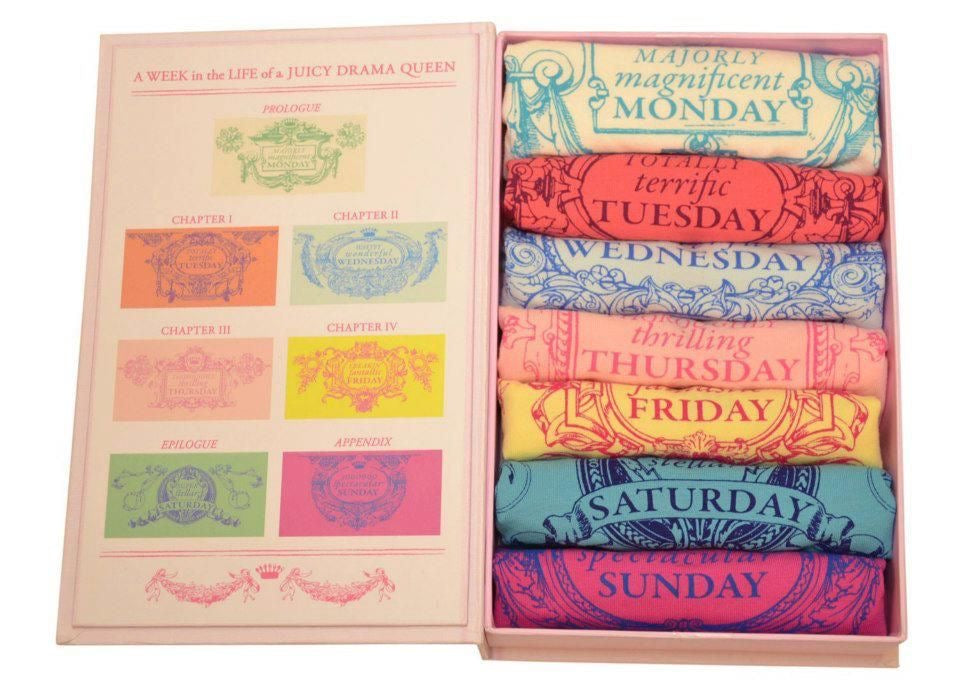 A WEEK in the LIFE of a JUICY DRAMA QUEEN
PROLOGUE
MAJORLY
magnificent
MONDAY
CHAPTER I
terrific
TUESDAY
CHAPTER II
wonderful
WEDNESDAY
CHAPTER III
thrilling
THURSDAY
CHAPTER IV
FREAKIN'
fantastic
FRIDAY
EPILOGUE
stellar
SATURDAY
APPENDIX
spectacular
SUNDAY
MAJORLY
magnificent
MONDAY
TOTALLY
terrific
TUESDAY
WEDNESDAY
thrilling
THURSDAY
FRIDAY
stellar
SATURDAY
spectacular
SUNDAY